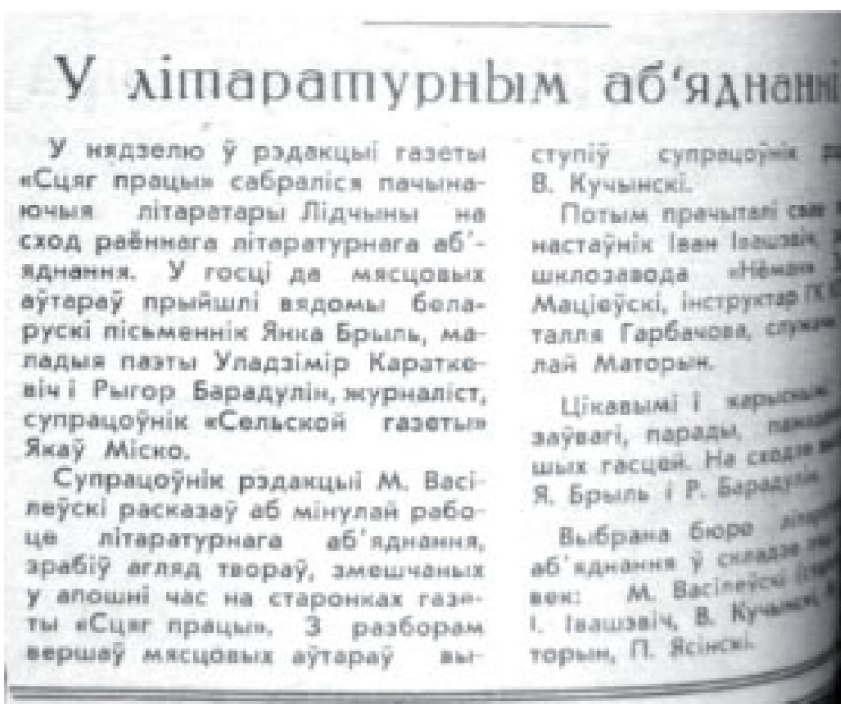 У літаратурным аб'яднанні
У нядзелю ў рэдакцыі газеты
«Сцяг працы» сабраліся пачына-
ючыя літаратары Лідчыны на
сход раённага літаратурнага аб'-
яднання. У госці да мясцовых
аўтараў прыйшлі вядомы бела-
рускі пісьменнік Янка Брыль, ма-
ладыя паэты Уладзімір Караткe-
віч і Рыгор Барадулін, журналіст,
супрацоўнік «Сельской газеты»
Якаў Міско.
Супрацоўнік рэдакцыі М. Васі-
леўскі расказаў аб мінулай рабо-
це літаратурнага аб'яднання,
зрабіў агляд твораў, змешчаных
у апошні час на старонках газе-
ты «Сцяг працы». З разборам
вершаў мясцовых аўтараў вы-
ступіў супрацоўнік
В. Кучынскі.
Потым прачыталі свае
настаўнік Іван Івашэвіч,
шклозавода «Нёман»
Маціеўскі, інструктар
талля Гарбачова,
лай Маторын.
Цікавымі і карыснымі
заўвагі, парады,
шых гасцей. На сходзе
Я. Брыль і Р. Барадулін.
Выбрана бюро
аб'яднання ў складзе
век: М. Васілеўскі
І. Івашэвіч, В. Кучынскі,
торын, П. Ясінскі.